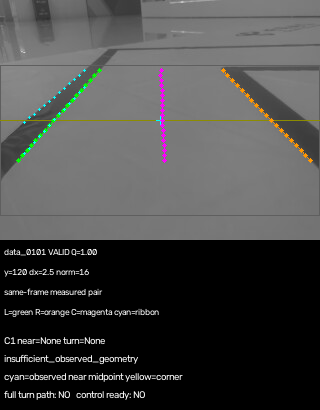 data_0101 VALID Q=1.00
y=120 dx=2.5 norm=16
same-frame measured pair
L=green R=orange C=magenta cyan=ribbon
C1 near=None turn=None
insufficient_observed_geometry
cyan=observed near midpoint yellow=corner
full turn path: NO control ready: NO